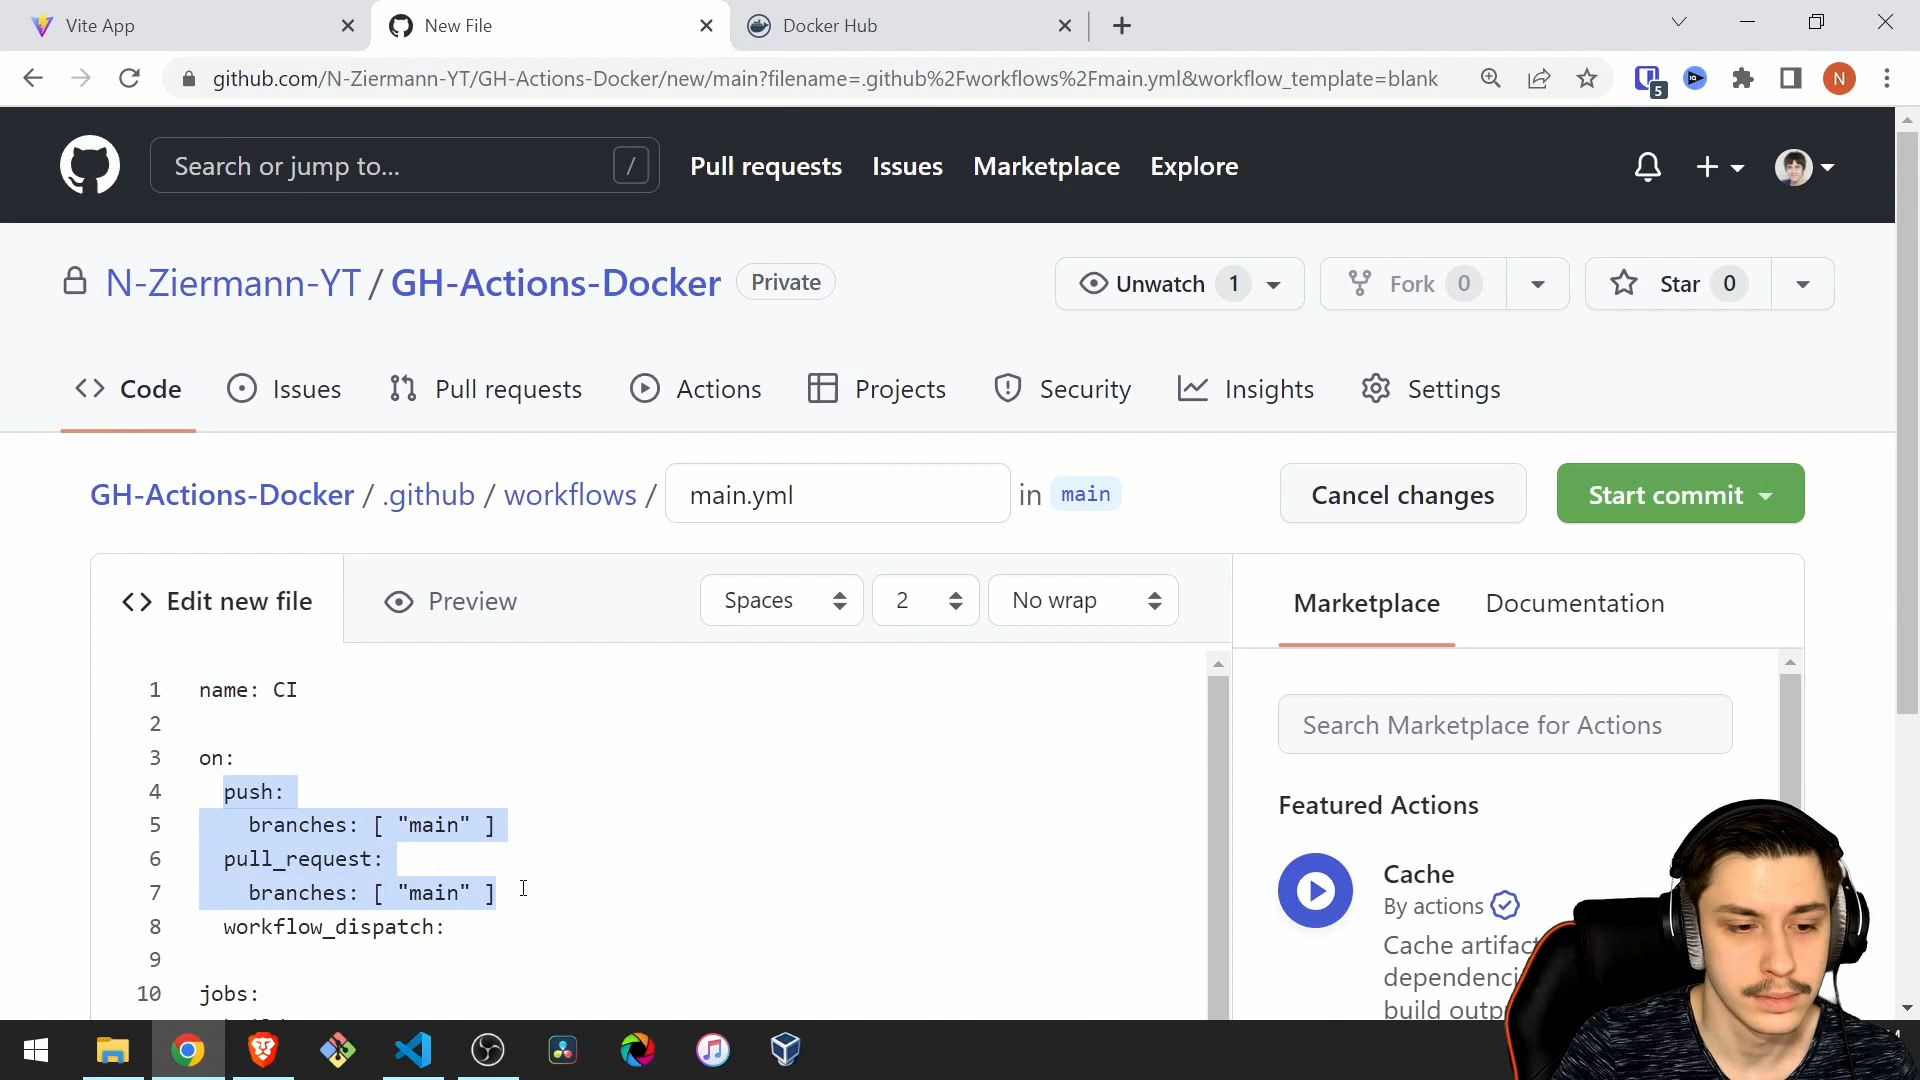 Vite App
New File
Docker Hub
github.com/N-Ziermann-YT/GH-Actions-Docker/new/main?filename=.github%2Fworkflows%2Fmain.yml&workflow_template=blank
5
N
Search or jump to...
/
Pull requests
Issues
Marketplace
Explore
N-Ziermann-YT / GH-Actions-Docker
Private
Unwatch 1
Fork 0
Star 0
Code
Issues
Pull requests
Actions
Projects
Security
Insights
Settings
GH-Actions-Docker / .github / workflows / main.yml in main
Cancel changes
Start commit
Edit new file
Preview
Spaces
2
No wrap
Marketplace
Documentation
1 name: CI
2
3 on:
4 push:
5 branches: [ "main" ]
6 pull_request:
7 branches: [ "main" ]
8 workflow_dispatch:
9
10 jobs:
Search Marketplace for Actions
Featured Actions
Cache
By actions
Cache
build